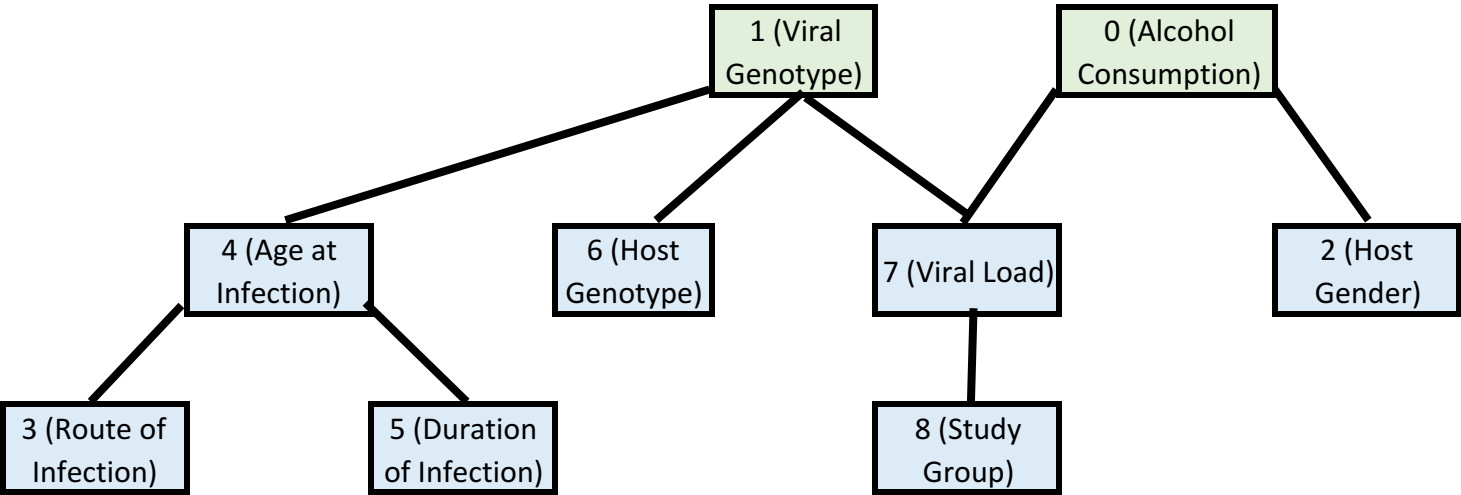 1 (Viral
Genotype)
0 (Alcohol
Consumption)
4 (Age at
Infection)
6 (Host
Genotype)
7 (Viral Load)
2 (Host
Gender)
3 (Route of
Infection)
5 (Duration
of Infection)
8 (Study
Group)